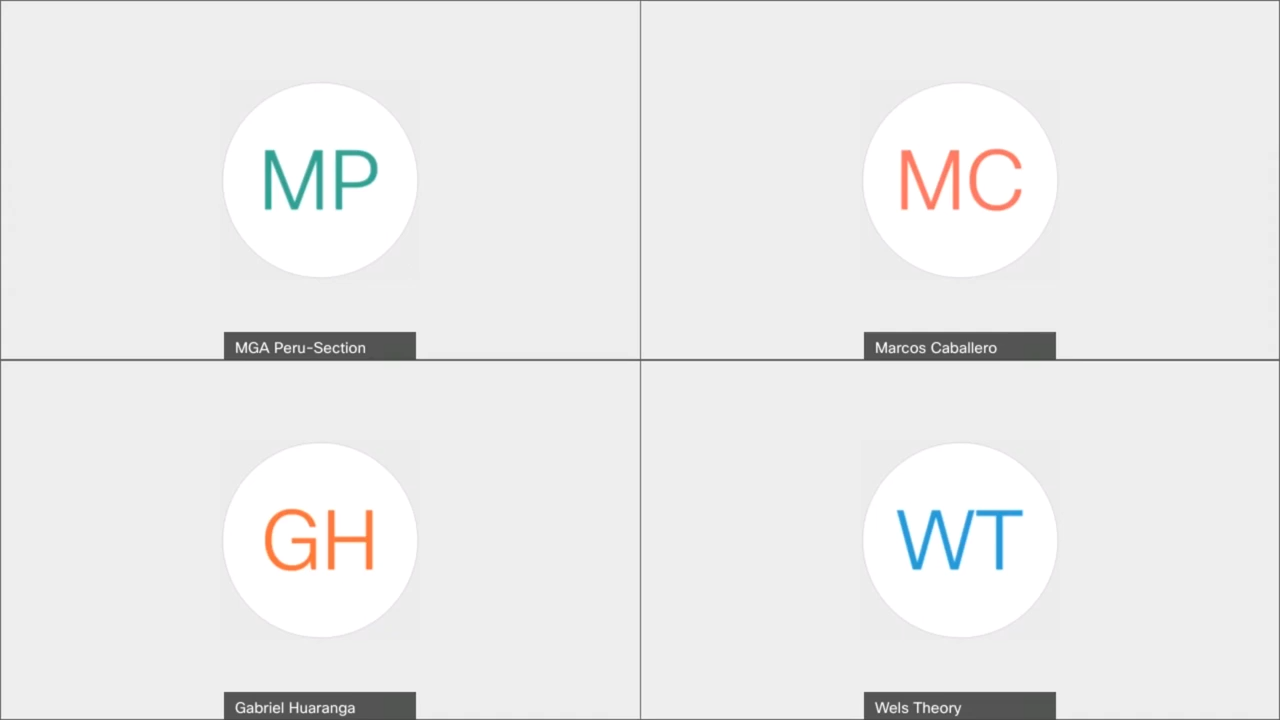 MP
MGA Peru-Section
MC
Marcos Caballero
GH
Gabriel Huaranga
WT
Wels Theory